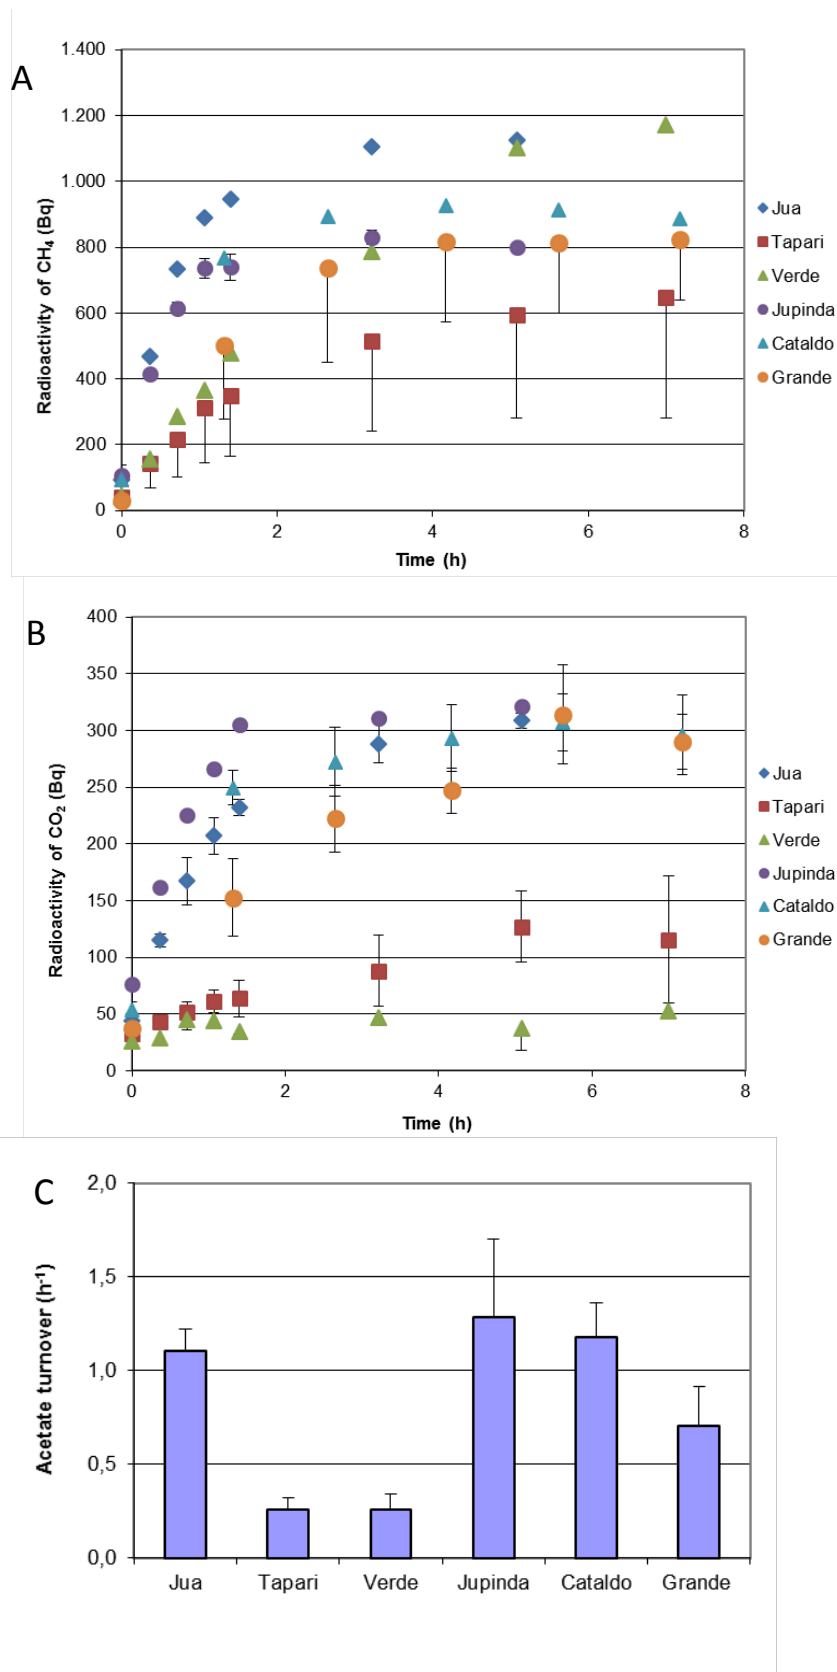 A
Radioactivity of CH₄ (Bq)
1.400
1.200
1.000
800
600
400
200
0
0 2 4 6 8
Time (h)
Jua
Tapari
Verde
Jupinda
Cataldo
Grande
B
Radioactivity of CO₂ (Bq)
400
350
300
250
200
150
100
50
0
0 2 4 6 8
Time (h)
Jua
Tapari
Verde
Jupinda
Cataldo
Grande
C
Acetate turnover (h⁻¹)
2,0
1,5
1,0
0,5
0,0
Jua Tapari Verde Jupinda Cataldo Grande